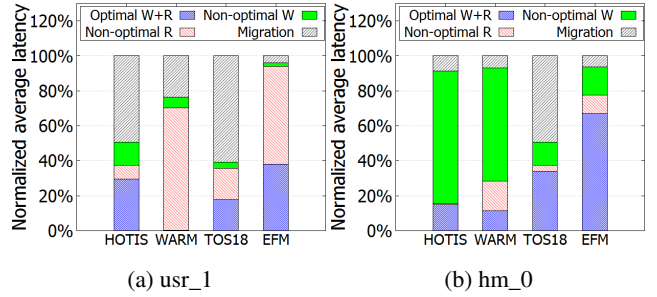 Optimal W+R
Non-optimal W
Non-optimal R
Migration
Normalized average latency
120%
100%
80%
60%
40%
20%
0%
HOTIS WARM TOS18 EFM
(a) usr_1
Optimal W+R
Non-optimal W
Non-optimal R
Migration
Normalized average latency
120%
100%
80%
60%
40%
20%
0%
HOTIS WARM TOS18 EFM
(b) hm_0